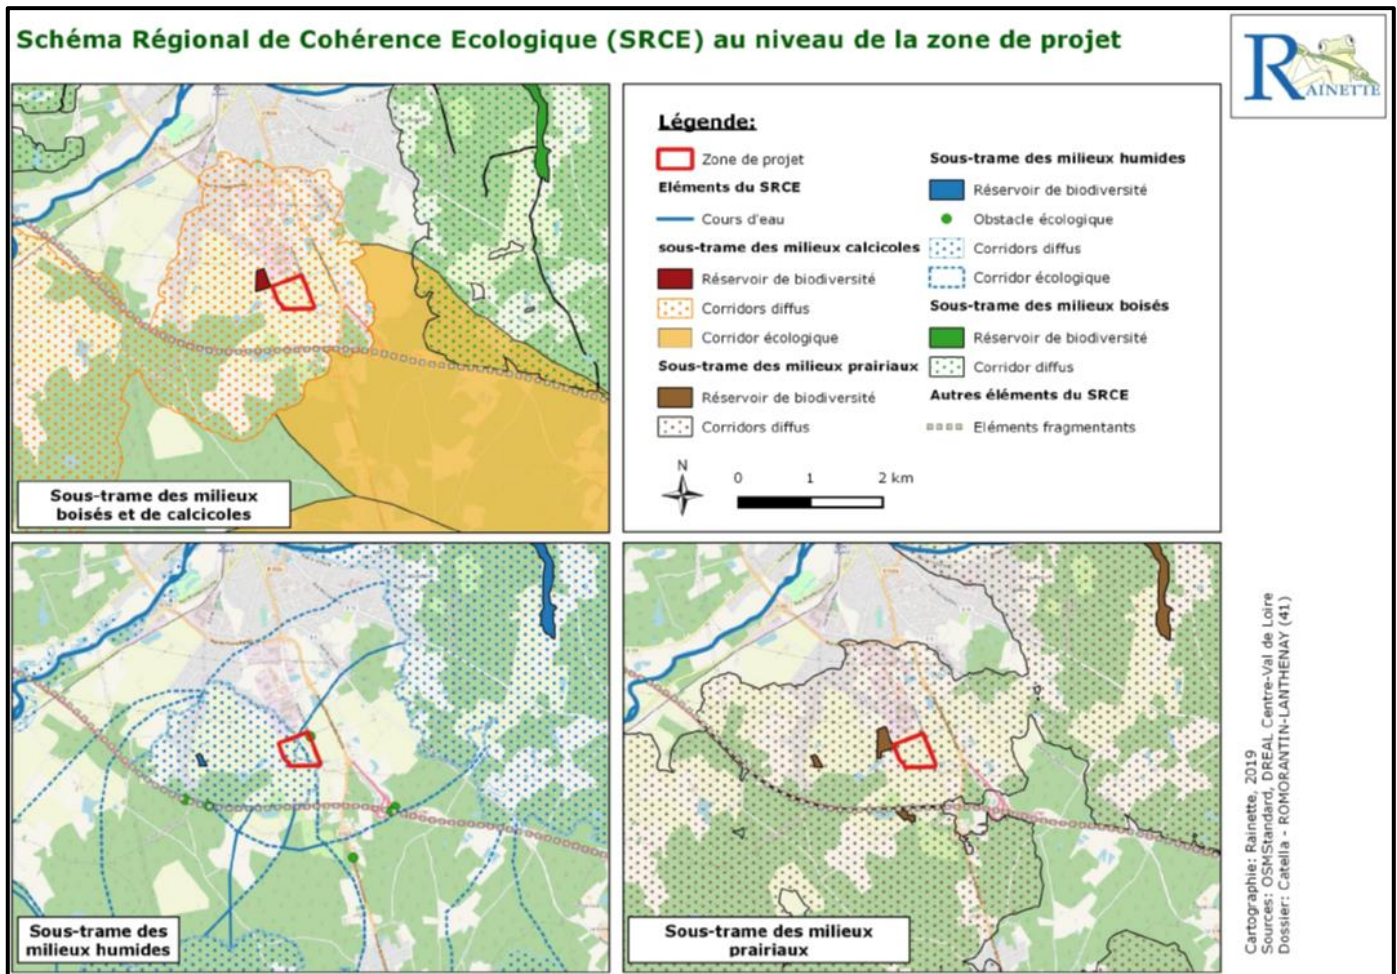 Schéma Régional de Cohérence Ecologique (SRCE) au niveau de la zone de projet
RAINETTE
Légende:
Zone de projet
Eléments du SRCE
Cours d'eau
sous-trame des milieux calcicoles
Réservoir de biodiversité
Corridors diffus
Corridor écologique
Sous-trame des milieux prairiaux
Réservoir de biodiversité
Corridors diffus
Sous-trame des milieux humides
Réservoir de biodiversité
Obstacle écologique
Corridors diffus
Corridor écologique
Sous-trame des milieux boisés
Réservoir de biodiversité
Corridor diffus
Autres éléments du SRCE
Eléments fragmentants
N
0 1 2 km
Sous-trame des milieux
boisés et de calcicoles
Sous-trame des
milieux humides
Sous-trame des milieux
prairiaux
Cartographie: Rainette, 2019
Sources: OSMStandard, DREAL Centre-Val de Loire
Dossier: Catella - ROMORANTIN-LANTHENAY (41)